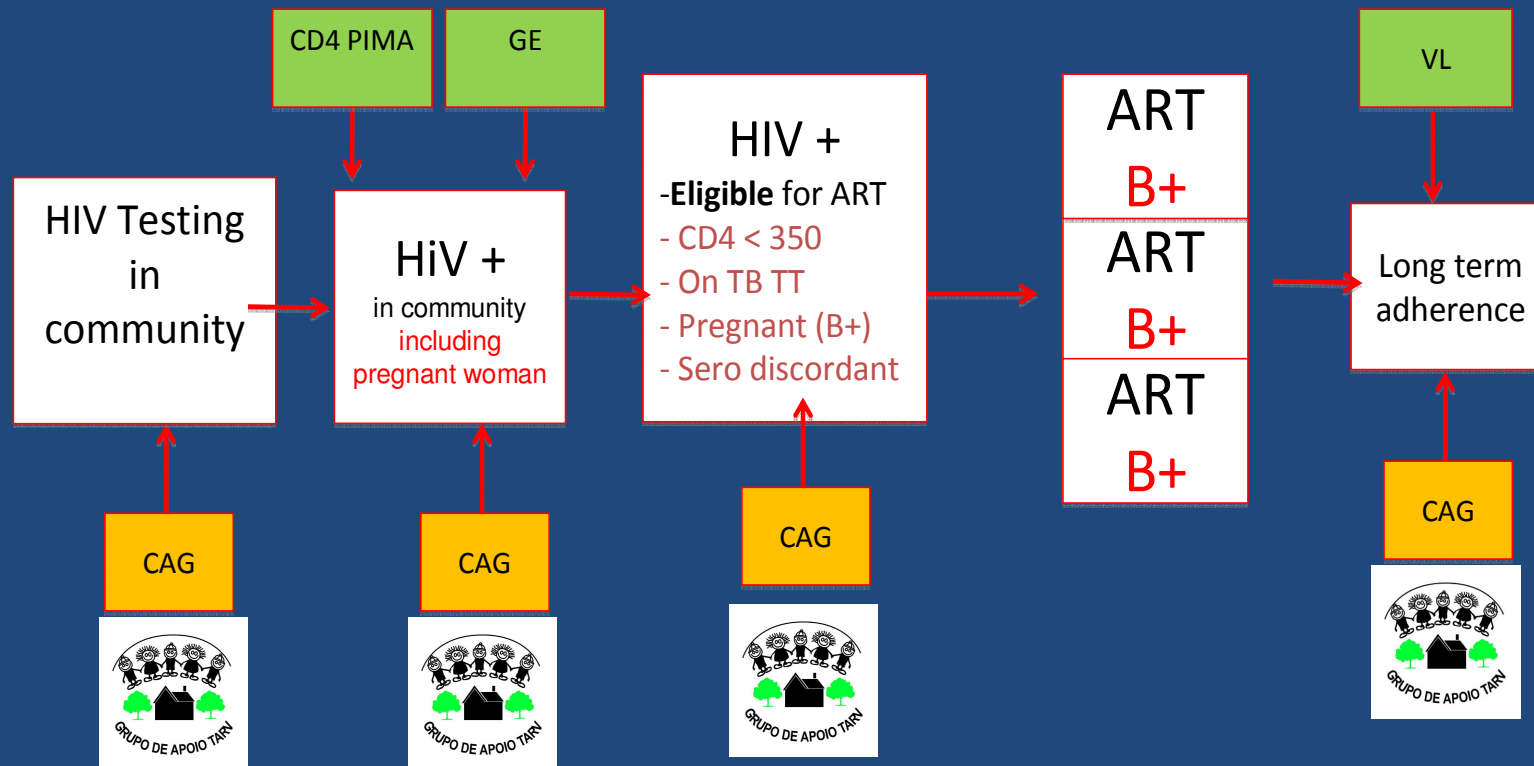 CD4 PIMA
GE
VL
HIV Testing
in
community
HiV +
in community
including
pregnant woman
HIV +
-Eligible for ART
- CD4 < 350
- On TB TT
- Pregnant (B+)
- Sero discordant
ART
B+
ART
B+
ART
B+
Long term
adherence
CAG
CAG
CAG
CAG
GRUPO DE APOIO TARV
GRUPO DE APOIO TARV
GRUPO DE APOIO TARV
GRUPO DE APOIO TARV